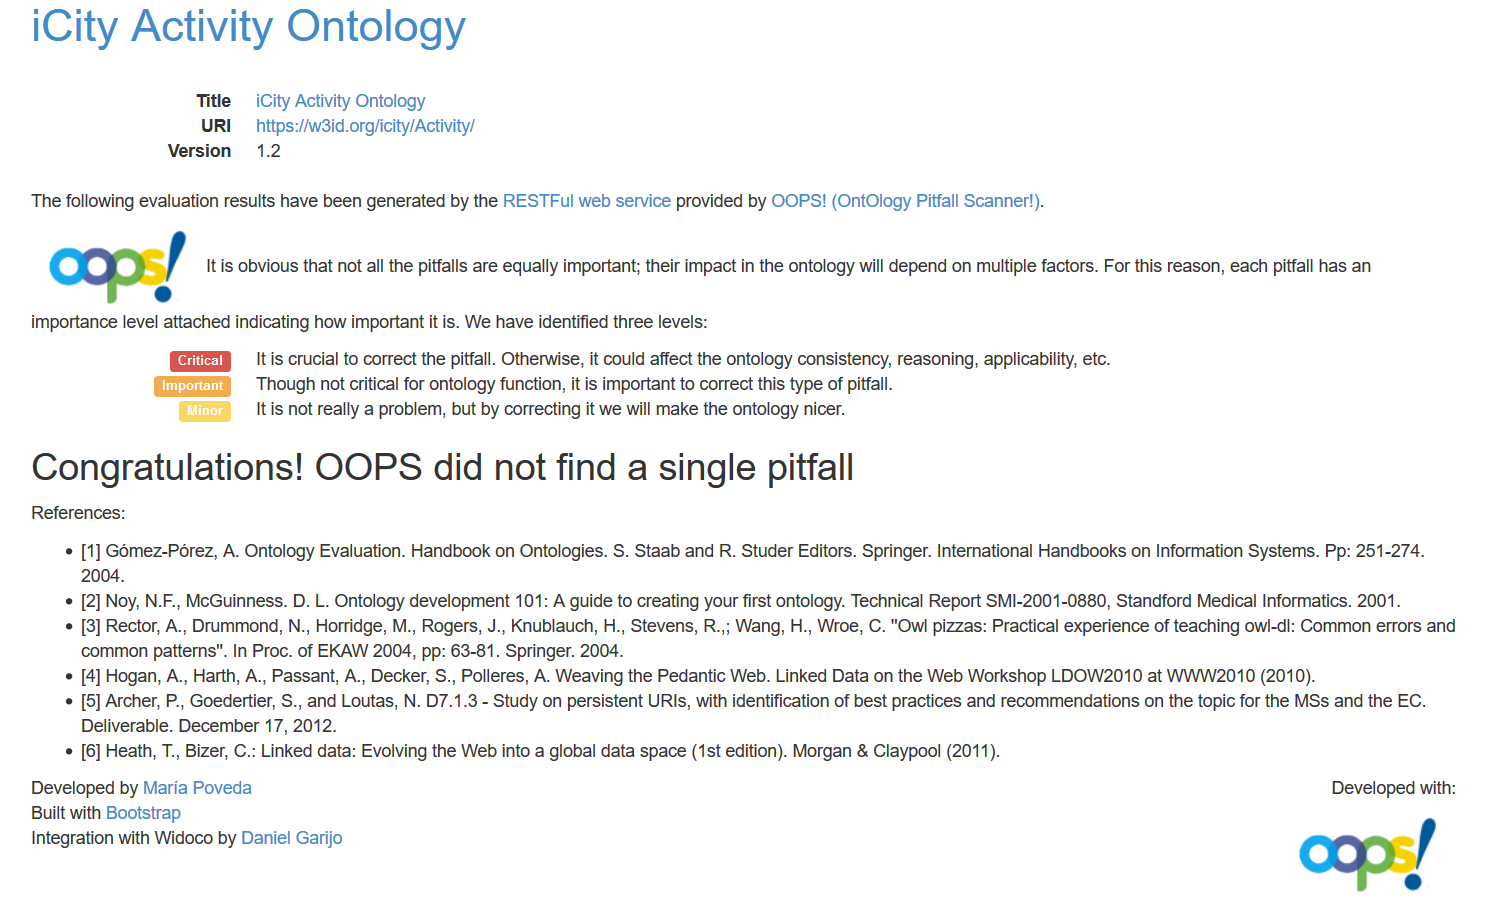 iCity Activity Ontology
Title iCity Activity Ontology
URI https://w3id.org/icity/Activity/
Version 1.2
The following evaluation results have been generated by the RESTFul web service provided by OOPS! (OntOlogy Pitfall Scanner!).
oops! It is obvious that not all the pitfalls are equally important; their impact in the ontology will depend on multiple factors. For this reason, each pitfall has an
importance level attached indicating how important it is. We have identified three levels:
Critical It is crucial to correct the pitfall. Otherwise, it could affect the ontology consistency, reasoning, applicability, etc.
Important Though not critical for ontology function, it is important to correct this type of pitfall.
Minor It is not really a problem, but by correcting it we will make the ontology nicer.
Congratulations! OOPS did not find a single pitfall
References:
• [1] Gómez-Pórez, A. Ontology Evaluation. Handbook on Ontologies. S. Staab and R. Studer Editors. Springer. International Handbooks on Information Systems. Pp: 251-274.
2004.
• [2] Noy, N.F., McGuinness. D. L. Ontology development 101: A guide to creating your first ontology. Technical Report SMI-2001-0880, Standford Medical Informatics. 2001.
• [3] Rector, A., Drummond, N., Horridge, M., Rogers, J., Knublauch, H., Stevens, R.,; Wang, H., Wroe, C. "Owl pizzas: Practical experience of teaching owl-dl: Common errors and
common patterns". In Proc. of EKAW 2004, pp: 63-81. Springer. 2004.
• [4] Hogan, A., Harth, A., Passant, A., Decker, S., Polleres, A. Weaving the Pedantic Web. Linked Data on the Web Workshop LDOW2010 at WWW2010 (2010).
• [5] Archer, P., Goedertier, S., and Loutas, N. D7.1.3 - Study on persistent URIs, with identification of best practices and recommendations on the topic for the MSs and the EC.
Deliverable. December 17, 2012.
• [6] Heath, T., Bizer, C.: Linked data: Evolving the Web into a global data space (1st edition). Morgan & Claypool (2011).
Developed by María Poveda
Built with Bootstrap
Integration with Widoco by Daniel Garijo
Developed with:
oops!